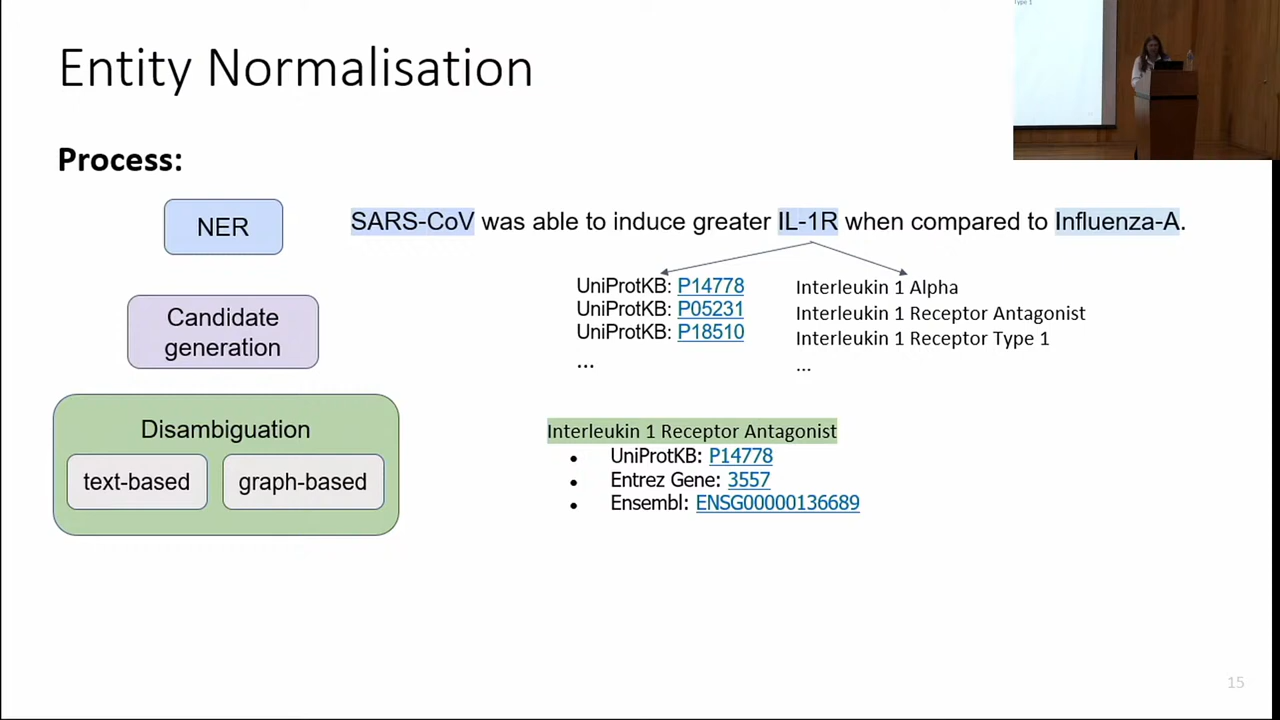 Entity Normalisation
Process:
NER
SARS-CoV was able to induce greater IL-1R when compared to Influenza-A.
Candidate
generation
UniProtKB: P14778
UniProtKB: P05231
UniProtKB: P18510
...
Interleukin 1 Alpha
Interleukin 1 Receptor Antagonist
Interleukin 1 Receptor Type 1
...
Disambiguation
text-based
graph-based
Interleukin 1 Receptor Antagonist
• UniProtKB: P14778
• Entrez Gene: 3557
• Ensembl: ENSG00000136689
15
Type 1